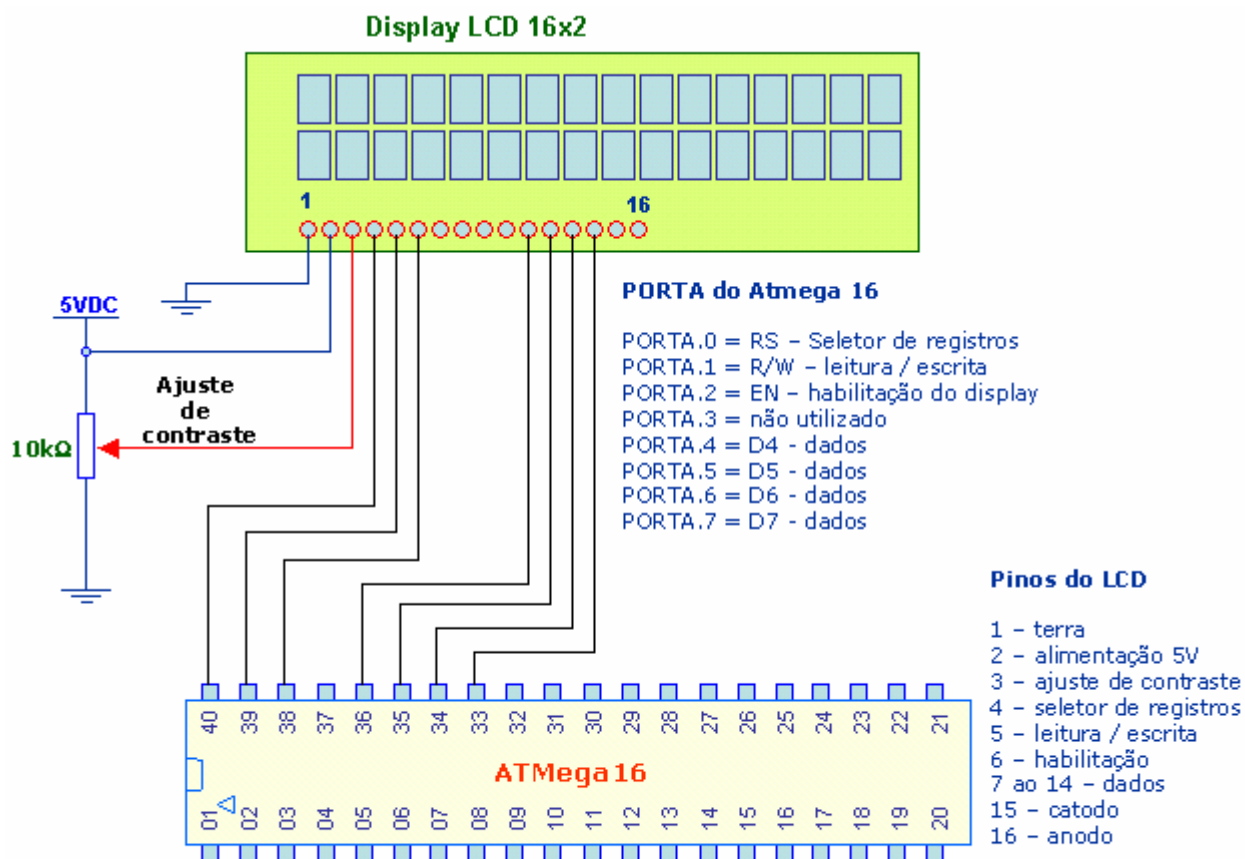 Display LCD 16x2
1 16
5VDC
Ajuste
de
contraste
10kΩ
PORTA do Atmega 16
PORTA.0 = RS – Seletor de registros
PORTA.1 = R/W – leitura / escrita
PORTA.2 = EN – habilitação do display
PORTA.3 = não utilizado
PORTA.4 = D4 - dados
PORTA.5 = D5 - dados
PORTA.6 = D6 - dados
PORTA.7 = D7 - dados
Pinos do LCD
1 – terra
2 – alimentação 5V
3 – ajuste de contraste
4 – seletor de registros
5 – leitura / escrita
6 – habilitação
7 ao 14 – dados
15 – catodo
16 – anodo
40 39 38 37 36 35 34 33 32 31 30 29 28 27 26 25 24 23 22 21
ATMega16
01 02 03 04 05 06 07 08 09 10 11 12 13 14 15 16 17 18 19 20